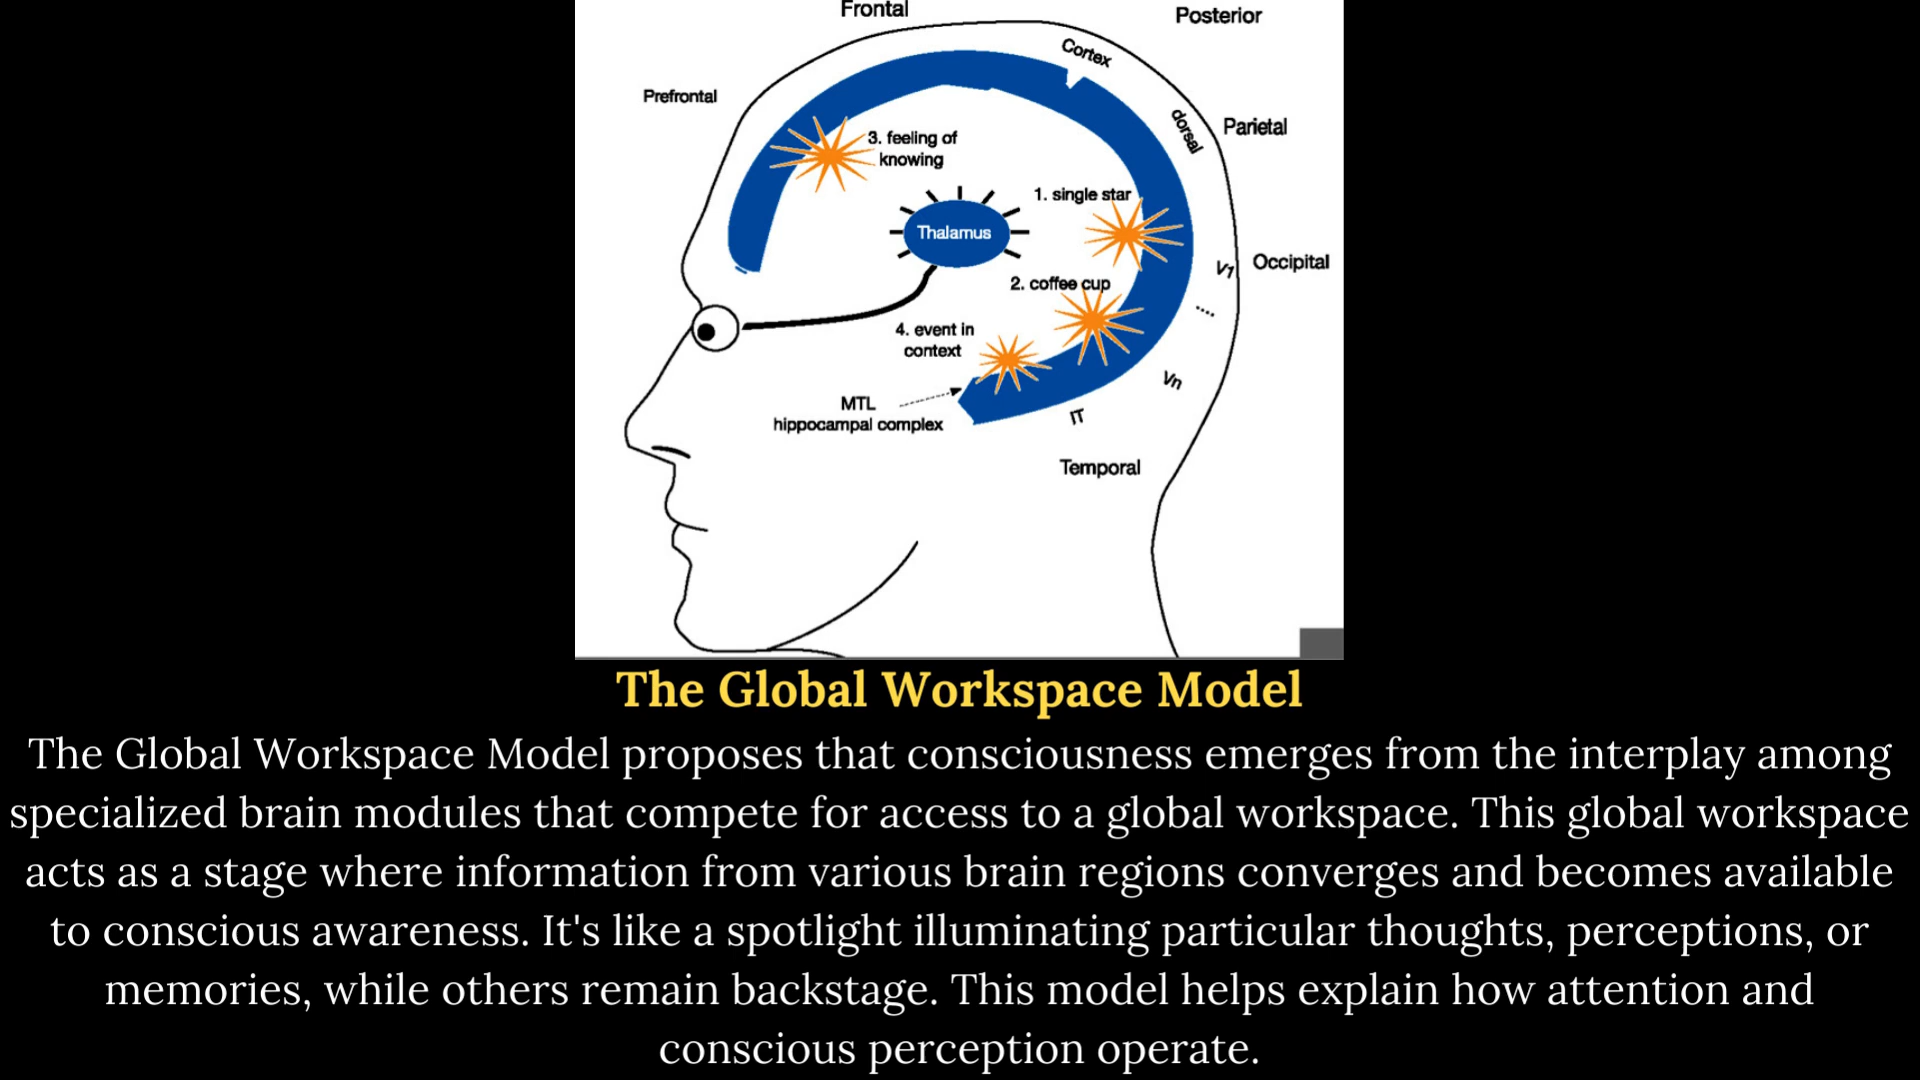 Frontal
Posterior
Cortex
Prefrontal
dorsal
Parietal
3. feeling of
knowing
1. single star
Thalamus
V1
Occipital
2. coffee cup
....
4. event in
context
Vn
MTL
hippocampal complex
IT
Temporal
The Global Workspace Model
The Global Workspace Model proposes that consciousness emerges from the interplay among
specialized brain modules that compete for access to a global workspace. This global workspace
acts as a stage where information from various brain regions converges and becomes available
to conscious awareness. It's like a spotlight illuminating particular thoughts, perceptions, or
memories, while others remain backstage. This model helps explain how attention and
conscious perception operate.